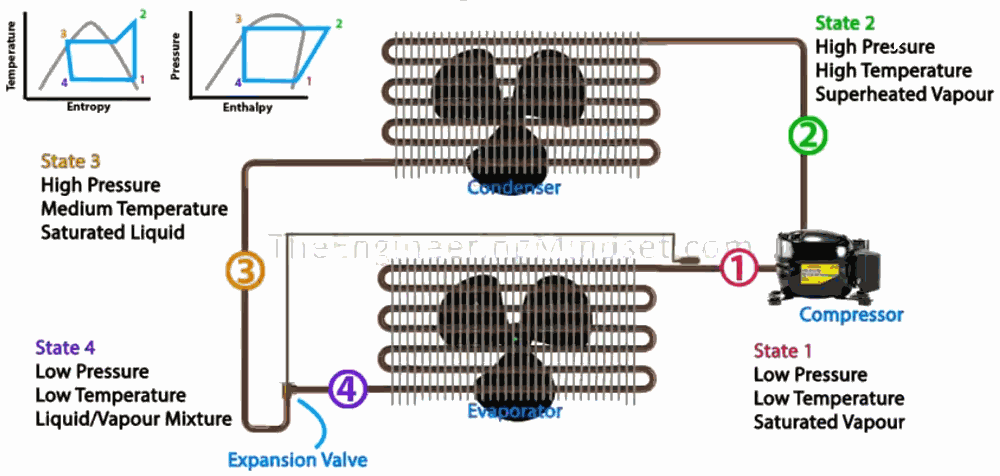 Temperature
3
2
4
1
Entropy
Pressure
3
2
4
1
Enthalpy
State 2
High Pressure
High Temperature
Superheated Vapour
2
State 3
High Pressure
Medium Temperature
Saturated Liquid
Condenser
TheEngineeringMindset.com
3
1
Compressor
State 4
Low Pressure
Low Temperature
Liquid/Vapour Mixture
4
Evaporator
State 1
Low Pressure
Low Temperature
Saturated Vapour
Expansion Valve